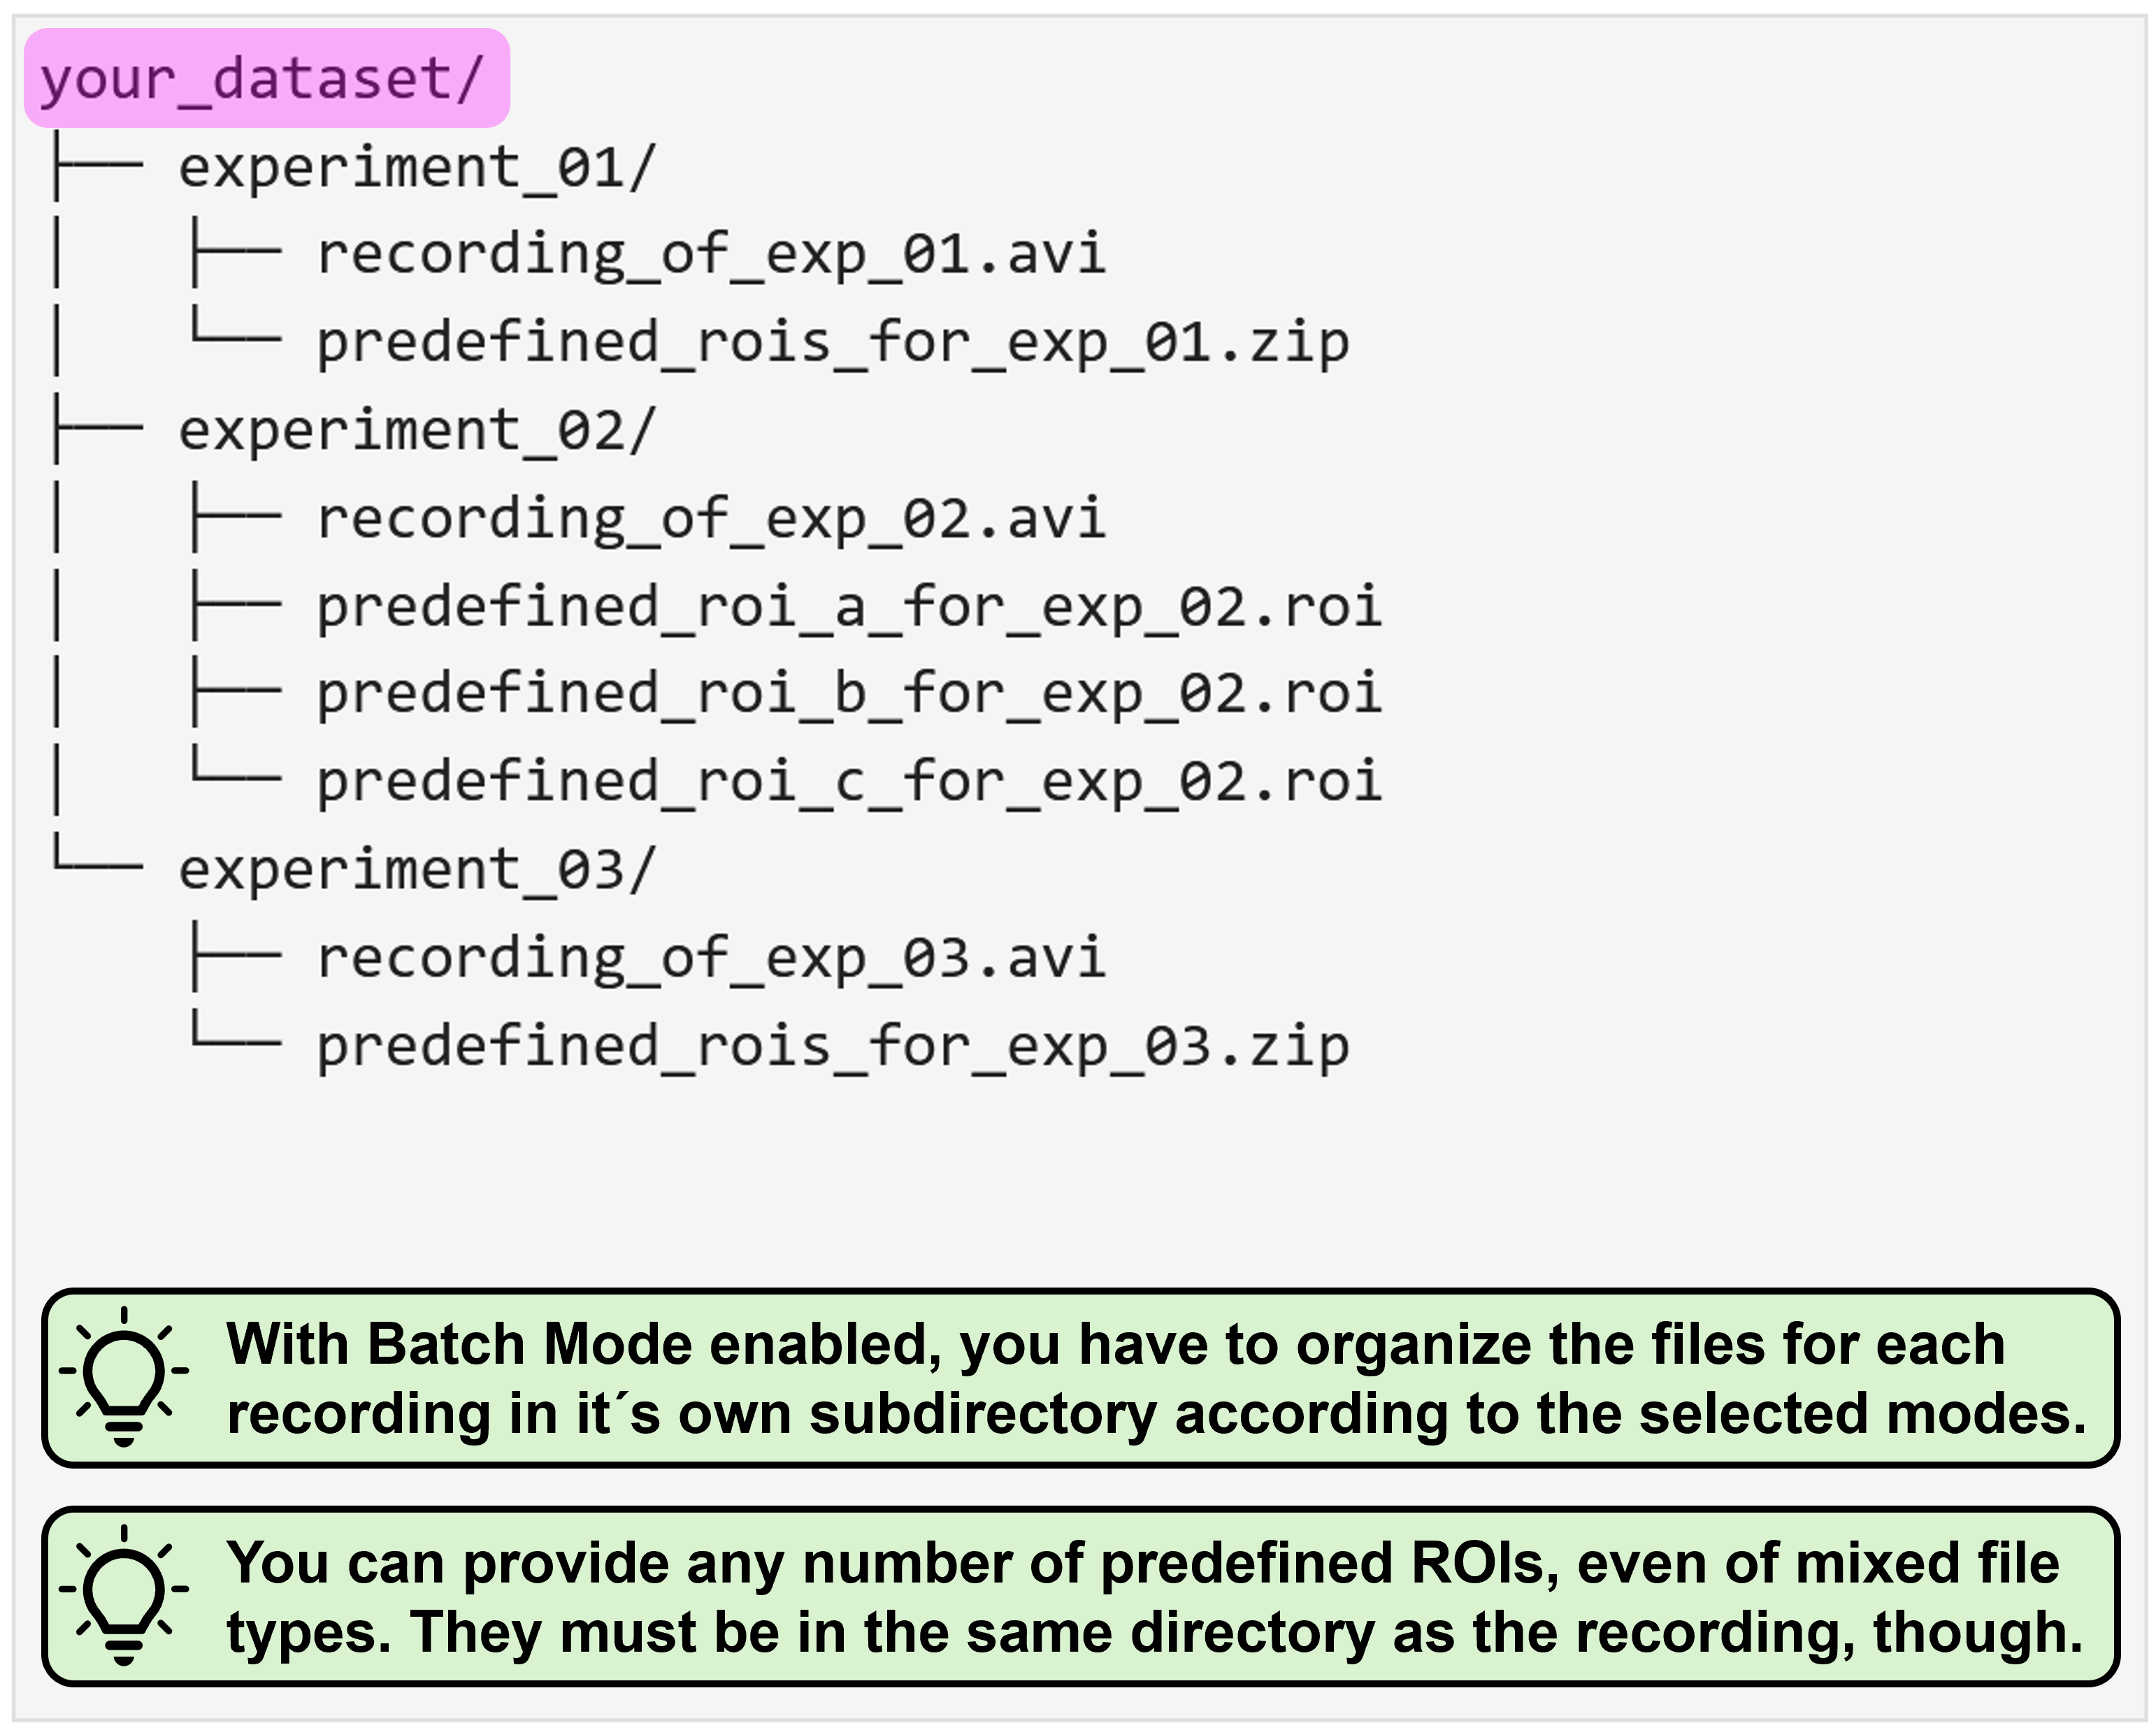 your_dataset/
├── experiment_01/
│   ├── recording_of_exp_01.avi
│   └── predefined_rois_for_exp_01.zip
├── experiment_02/
│   ├── recording_of_exp_02.avi
│   ├── predefined_roi_a_for_exp_02.roi
│   ├── predefined_roi_b_for_exp_02.roi
│   └── predefined_roi_c_for_exp_02.roi
└── experiment_03/
    ├── recording_of_exp_03.avi
    └── predefined_rois_for_exp_03.zip
With Batch Mode enabled, you have to organize the files for each
recording in it´s own subdirectory according to the selected modes.
You can provide any number of predefined ROIs, even of mixed file
types. They must be in the same directory as the recording, though.